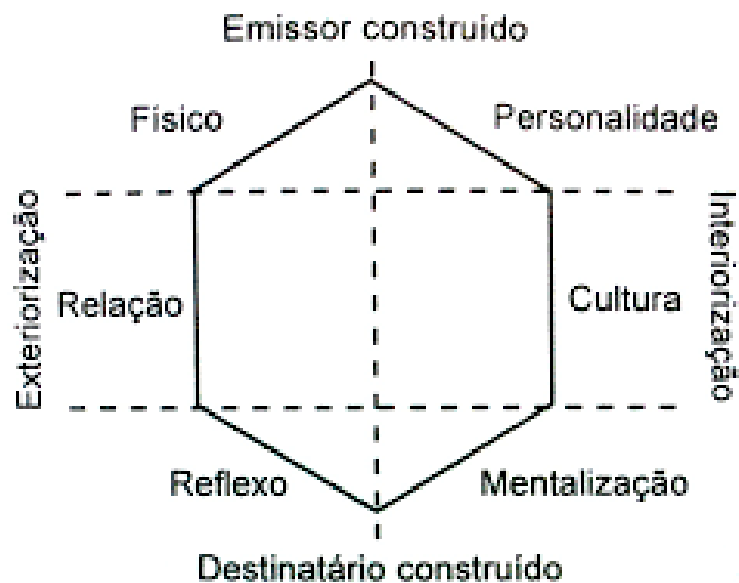 Emissor construído
Físico
Personalidade
Exteriorização
Relação
Cultura
Interiorização
Reflexo
Mentalização
Destinatário construído